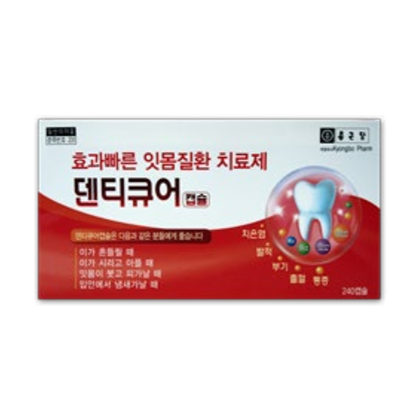 일반의약품
종근당
Kyongbo Pharm
효과빠른 잇몸질환 치료제
덴티큐어 캡슐
덴티큐어캡슐은 다음과 같은 분들에게 좋습니다
이가 흔들릴 때
이가 시리고 아플 때
잇몸이 붓고 피가날 때
입안에서 냄새가날 때
치은염
발적
부기
출혈
통증
240캡슐